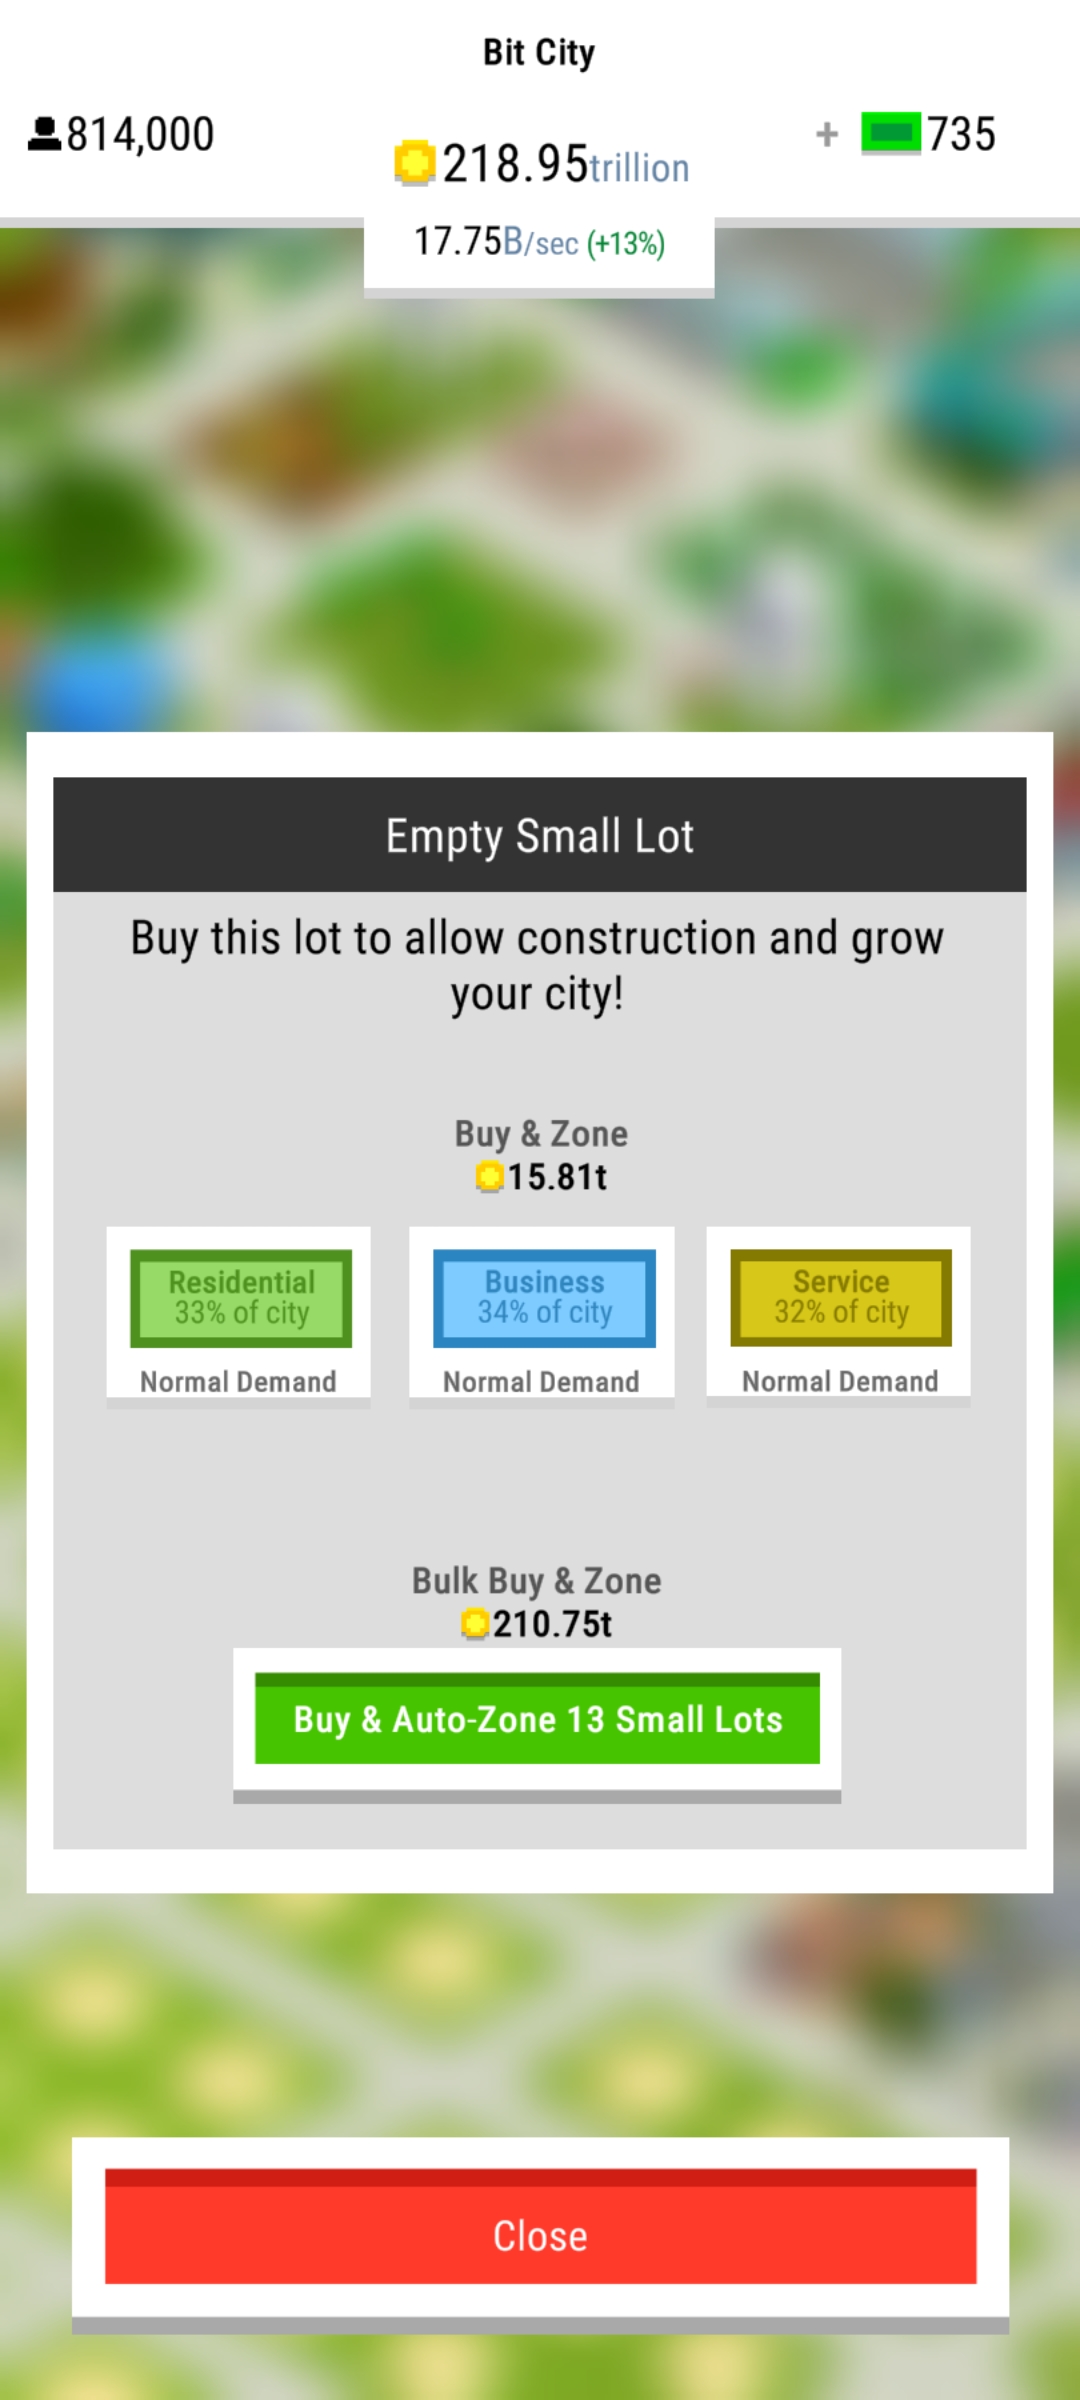 Bit City
814,000
+ 735
218.95trillion
17.75B/sec (+13%)
Empty Small Lot
Buy this lot to allow construction and grow
your city!
Buy & Zone
15.81t
Residential
33% of city
Normal Demand
Business
34% of city
Normal Demand
Service
32% of city
Normal Demand
Bulk Buy & Zone
210.75t
Buy & Auto-Zone 13 Small Lots
Close